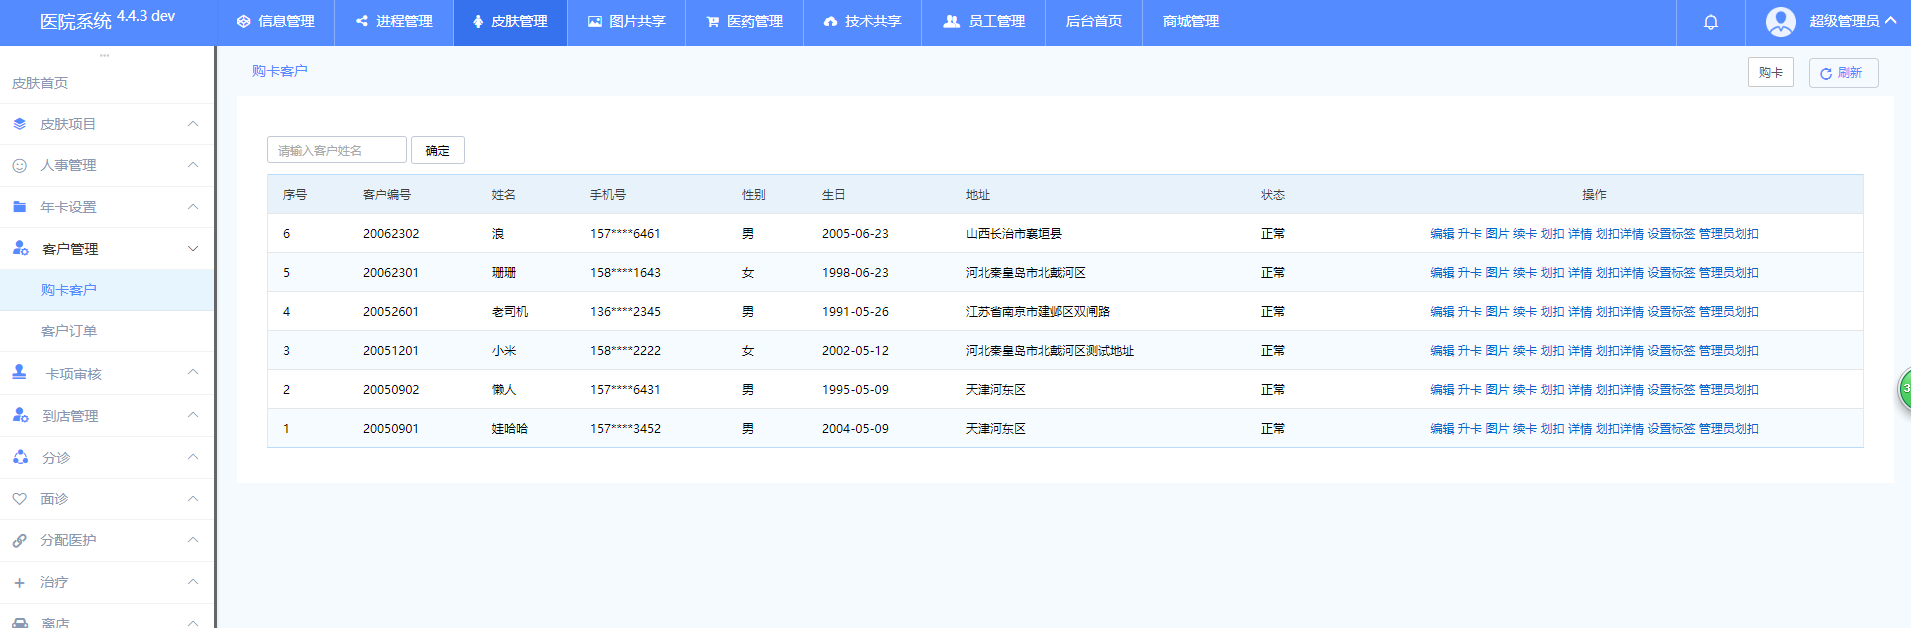 医院系统 4.4.3 dev
信息管理
进程管理
皮肤管理
图片共享
医药管理
技术共享
员工管理
后台首页
商城管理
超级管理员
皮肤首页
皮肤项目
人事管理
年卡设置
客户管理
购卡客户
客户订单
卡项审核
到店管理
分诊
面诊
分配医护
治疗
离店
购卡客户
购卡
刷新
请输入客户姓名
确定
序号 客户编号 姓名 手机号 性别 生日 地址 状态 操作
6 20062302 浪 157****6461 男 2005-06-23 山西长治市襄垣县 正常 编辑 升卡 图片 续卡 划扣 详情 划扣详情 设置标签 管理员划扣
5 20062301 珊珊 158****1643 女 1998-06-23 河北秦皇岛市北戴河区 正常 编辑 升卡 图片 续卡 划扣 详情 划扣详情 设置标签 管理员划扣
4 20052601 老司机 136****2345 男 1991-05-26 江苏省南京市建邺区双闸路 正常 编辑 升卡 图片 续卡 划扣 详情 划扣详情 设置标签 管理员划扣
3 20051201 小米 158****2222 女 2002-05-12 河北秦皇岛市北戴河区测试地址 正常 编辑 升卡 图片 续卡 划扣 详情 划扣详情 设置标签 管理员划扣
2 20050902 懒人 157****6431 男 1995-05-09 天津河东区 正常 编辑 升卡 图片 续卡 划扣 详情 划扣详情 设置标签 管理员划扣
1 20050901 娃哈哈 157****3452 男 2004-05-09 天津河东区 正常 编辑 升卡 图片 续卡 划扣 详情 划扣详情 设置标签 管理员划扣